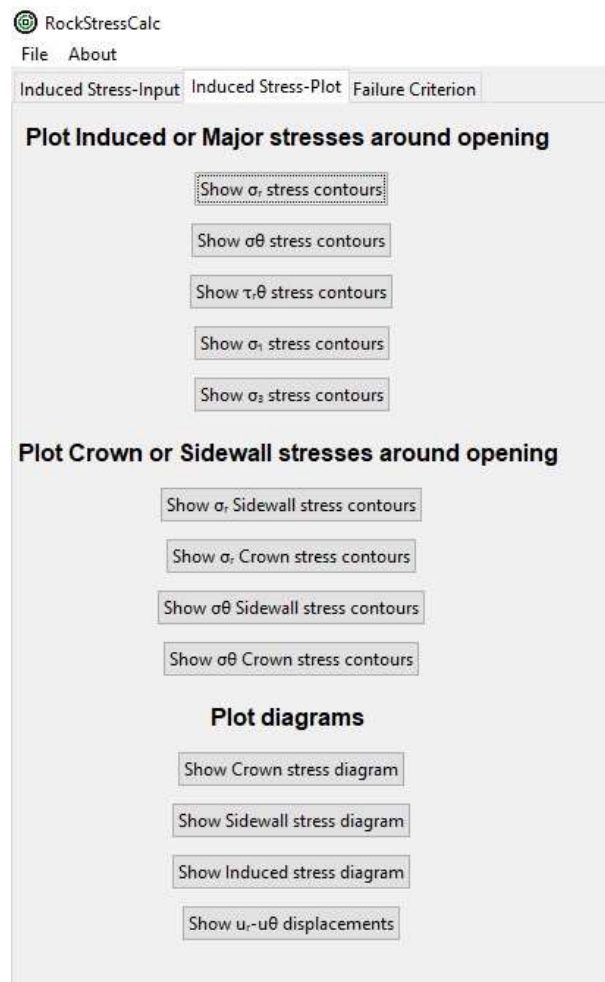 RockStressCalc
File About
Induced Stress-Input Induced Stress-Plot Failure Criterion
Plot Induced or Major stresses around opening
Show σᵣ stress contours
Show σθ stress contours
Show τᵣθ stress contours
Show σ₁ stress contours
Show σ₃ stress contours
Plot Crown or Sidewall stresses around opening
Show σᵣ Sidewall stress contours
Show σᵣ Crown stress contours
Show σθ Sidewall stress contours
Show σθ Crown stress contours
Plot diagrams
Show Crown stress diagram
Show Sidewall stress diagram
Show Induced stress diagram
Show uᵣ-uθ displacements